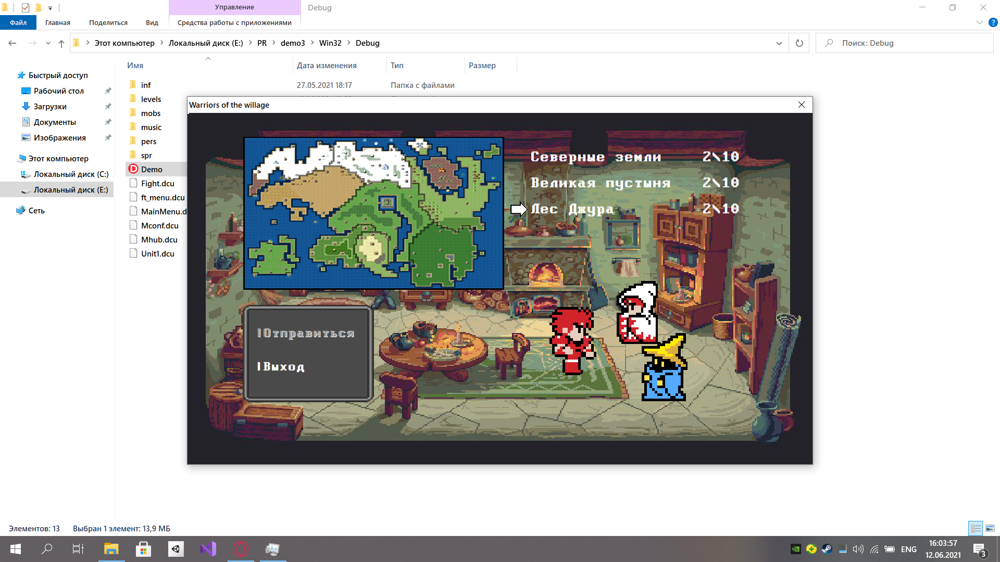 Управление
Debug
Файл
Главная
Поделиться
Вид
Средства работы с приложениями
Этот компьютер
Локальный диск (E:)
PR
demo3
Win32
Debug
Поиск: Debug
Имя
Дата изменения
Тип
Размер
Быстрый доступ
Рабочий стол
Загрузки
Документы
Изображения
Этот компьютер
Локальный диск (C:)
Локальный диск (E:)
Сеть
inf
27.05.2021 18:17
Папка с файлами
levels
mobs
music
pers
spr
Demo
Fight.dcu
ft_menu.dcu
MainMenu.d
Mconf.dcu
Mhub.dcu
Unit1.dcu
Warriors of the willage
Северные земли 2\10
Великая пустыня 2\10
Лес Джура 2\10
|Отправиться
|Выход
Элементов: 13
Выбран 1 элемент: 13,9 МБ
ENG
16:03:57
12.06.2021
3